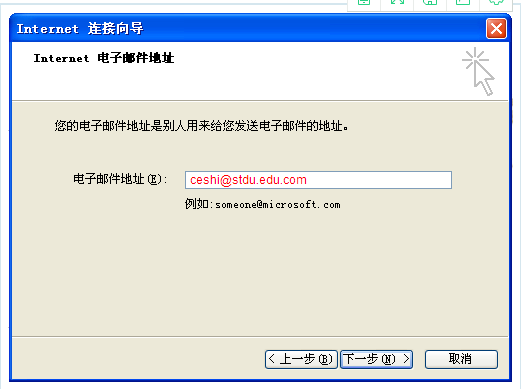 Internet 连接向导
Internet 电子邮件地址
您的电子邮件地址是别人用来给您发送电子邮件的地址。
电子邮件地址(E): ceshi@stdu.edu.com
例如:someone@microsoft.com
< 上一步(B) 下一步(N) > 取消